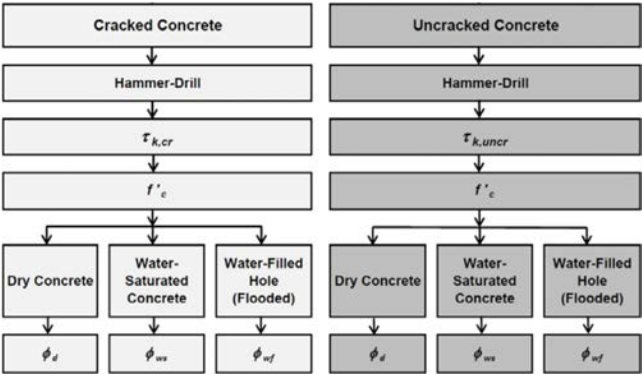 Cracked Concrete
Uncracked Concrete
Hammer-Drill
Hammer-Drill
τk,cr
τk,uncr
f'c
f'c
Dry Concrete
Water-
Saturated
Concrete
Water-Filled
Hole
(Flooded)
Dry Concrete
Water-
Saturated
Concrete
Water-Filled
Hole
(Flooded)
ϕd
ϕws
ϕwf
ϕd
ϕws
ϕwf